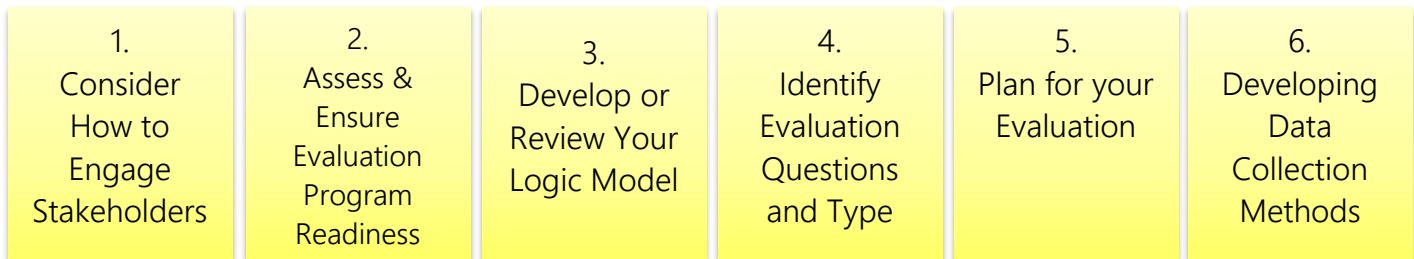 1.
Consider
How to
Engage
Stakeholders
2.
Assess &
Ensure
Evaluation
Program
Readiness
3.
Develop or
Review Your
Logic Model
4.
Identify
Evaluation
Questions
and Type
5.
Plan for your
Evaluation
6.
Developing
Data
Collection
Methods